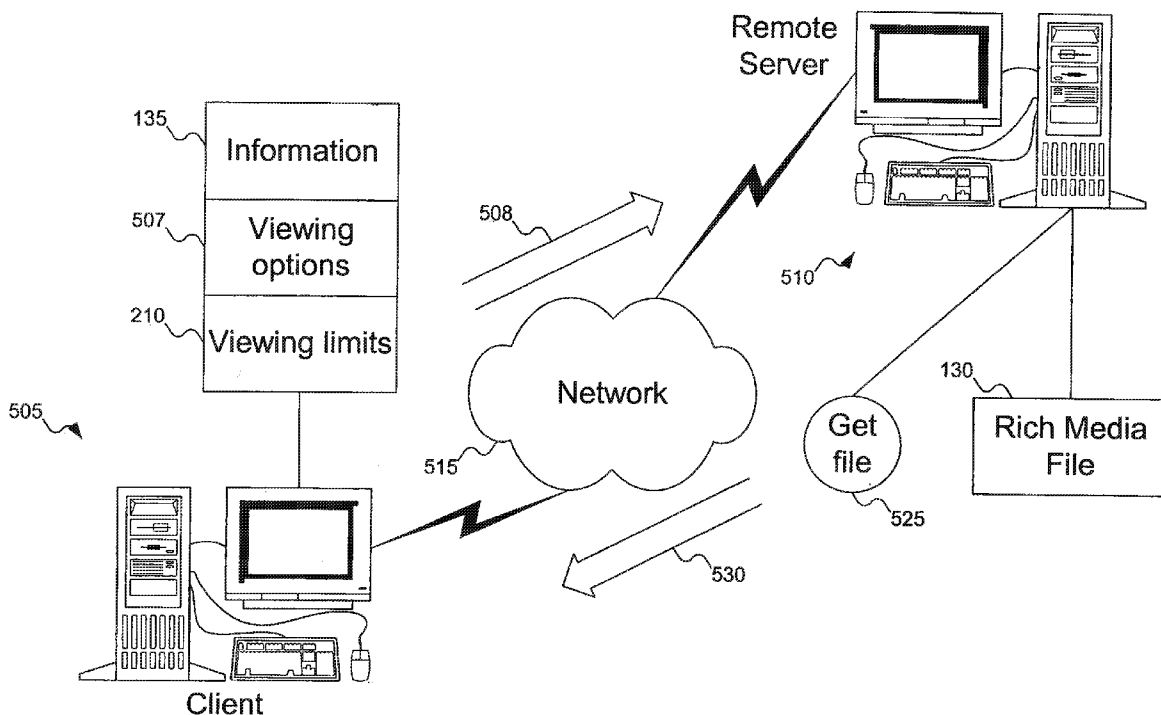 Remote
Server
135
Information
507
Viewing
options
508
510
210
Viewing limits
Network
130
505
Get
file
Rich Media
File
515
525
530
Client